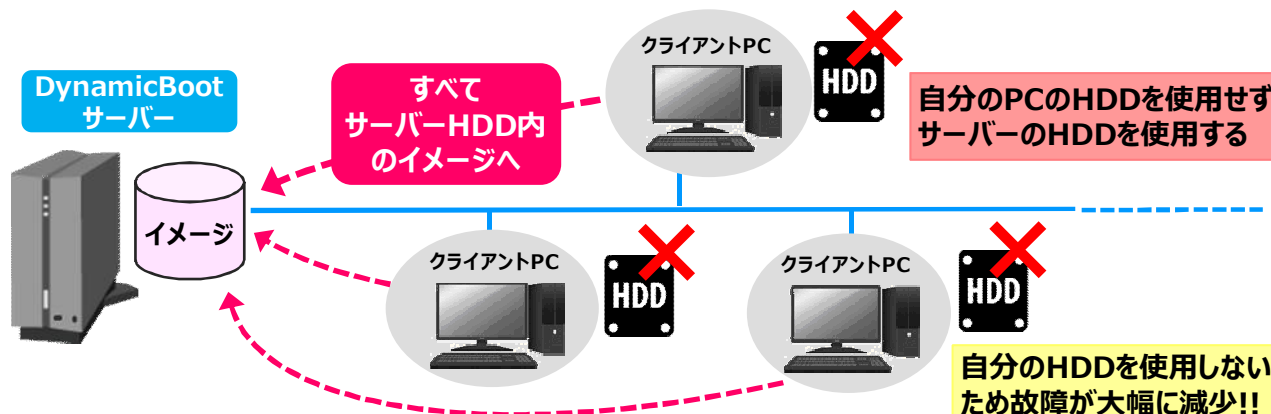 DynamicBoot
サーバー
イメージ
すべて
サーバーHDD内
のイメージへ
クライアントPC
HDD
自分のPCのHDDを使用せず
サーバーのHDDを使用する
クライアントPC
HDD
クライアントPC
HDD
自分のHDDを使用しない
ため故障が大幅に減少!!